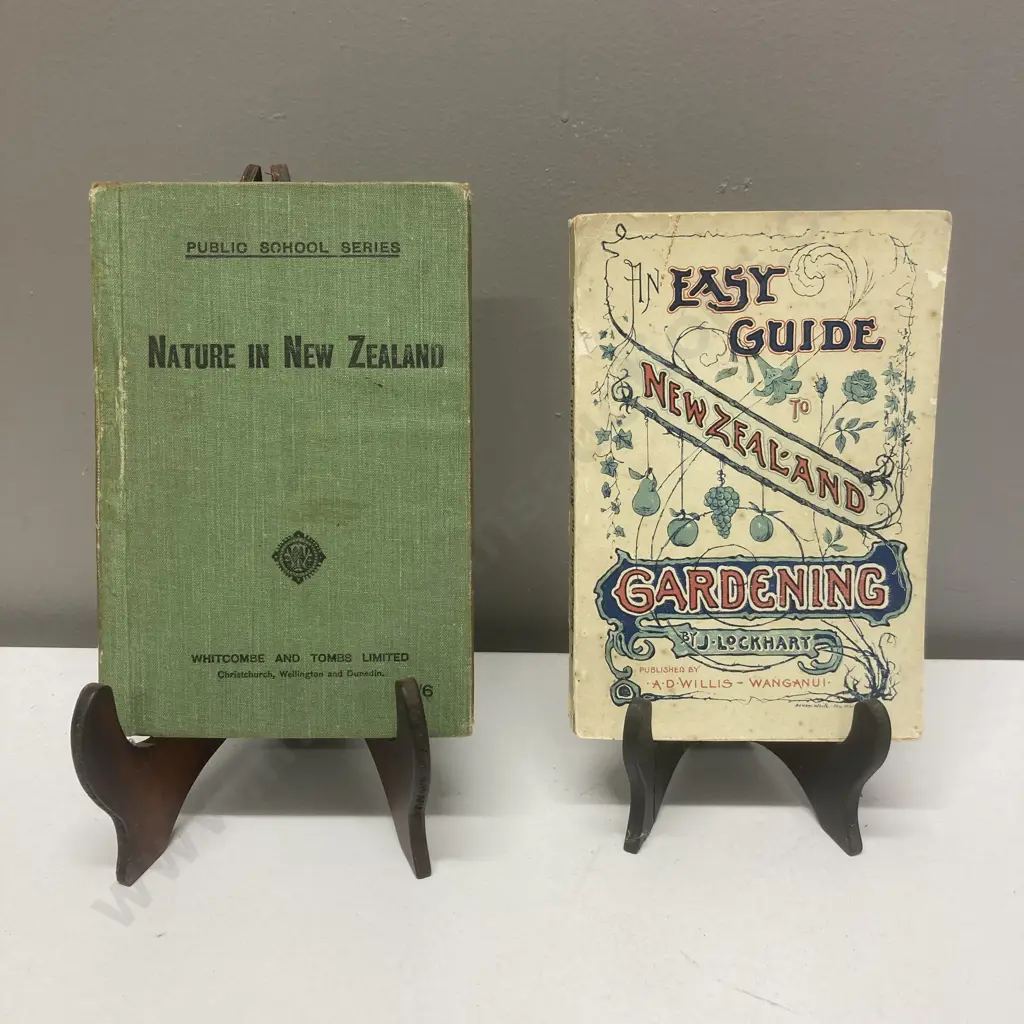 PUBLIC SCHOOL SERIES
NATURE IN NEW ZEALAND
WHITCOMBE AND TOMBS LIMITED
Christchurch, Wellington and Dunedin.
/6
AN EASY
GUIDE
TO
NEW ZEALAND
GARDENING
BY J. LOCKHART
PUBLISHED BY
A.D. WILLIS - WANGANUI.